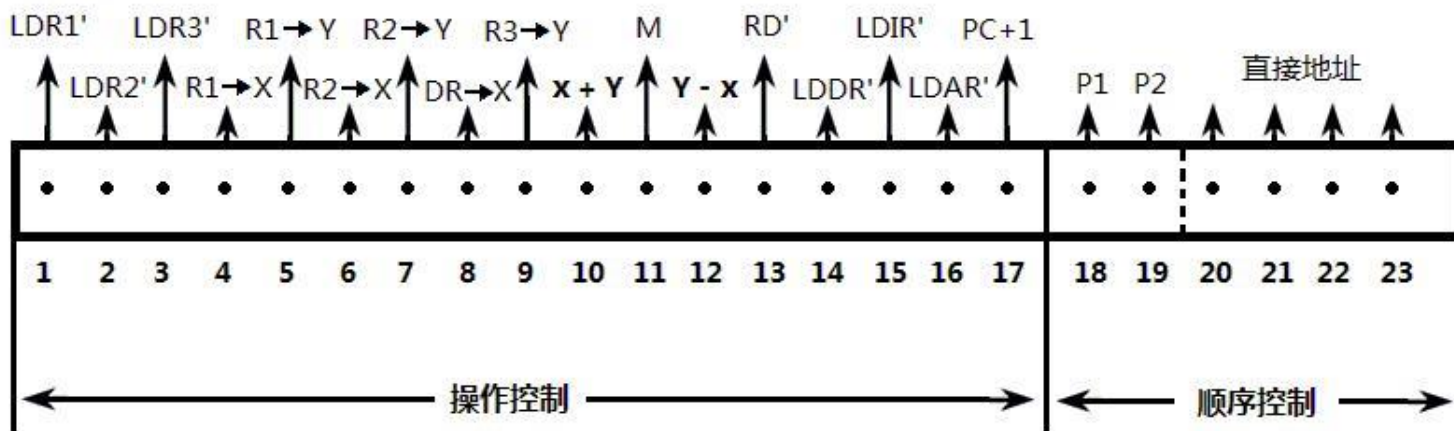 LDR1' LDR3' R1→Y R2→Y R3→Y M RD' LDIR' PC+1
LDR2' R1→X R2→X DR→X x+Y Y-x LDDR' LDAR' P1 P2 直接地址
1 2 3 4 5 6 7 8 9 10 11 12 13 14 15 16 17 18 19 20 21 22 23
操作控制 顺序控制